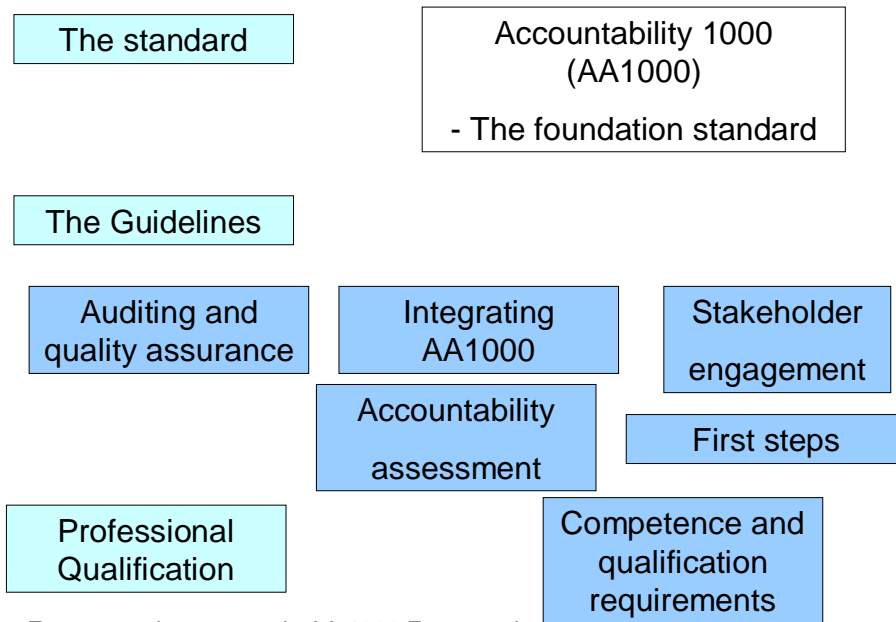 The standard
Accountability 1000
(AA1000)
- The foundation standard
The Guidelines
Auditing and
quality assurance
Integrating
AA1000
Stakeholder
engagement
Accountability
assessment
First steps
Professional
Qualification
Competence and
qualification
requirements